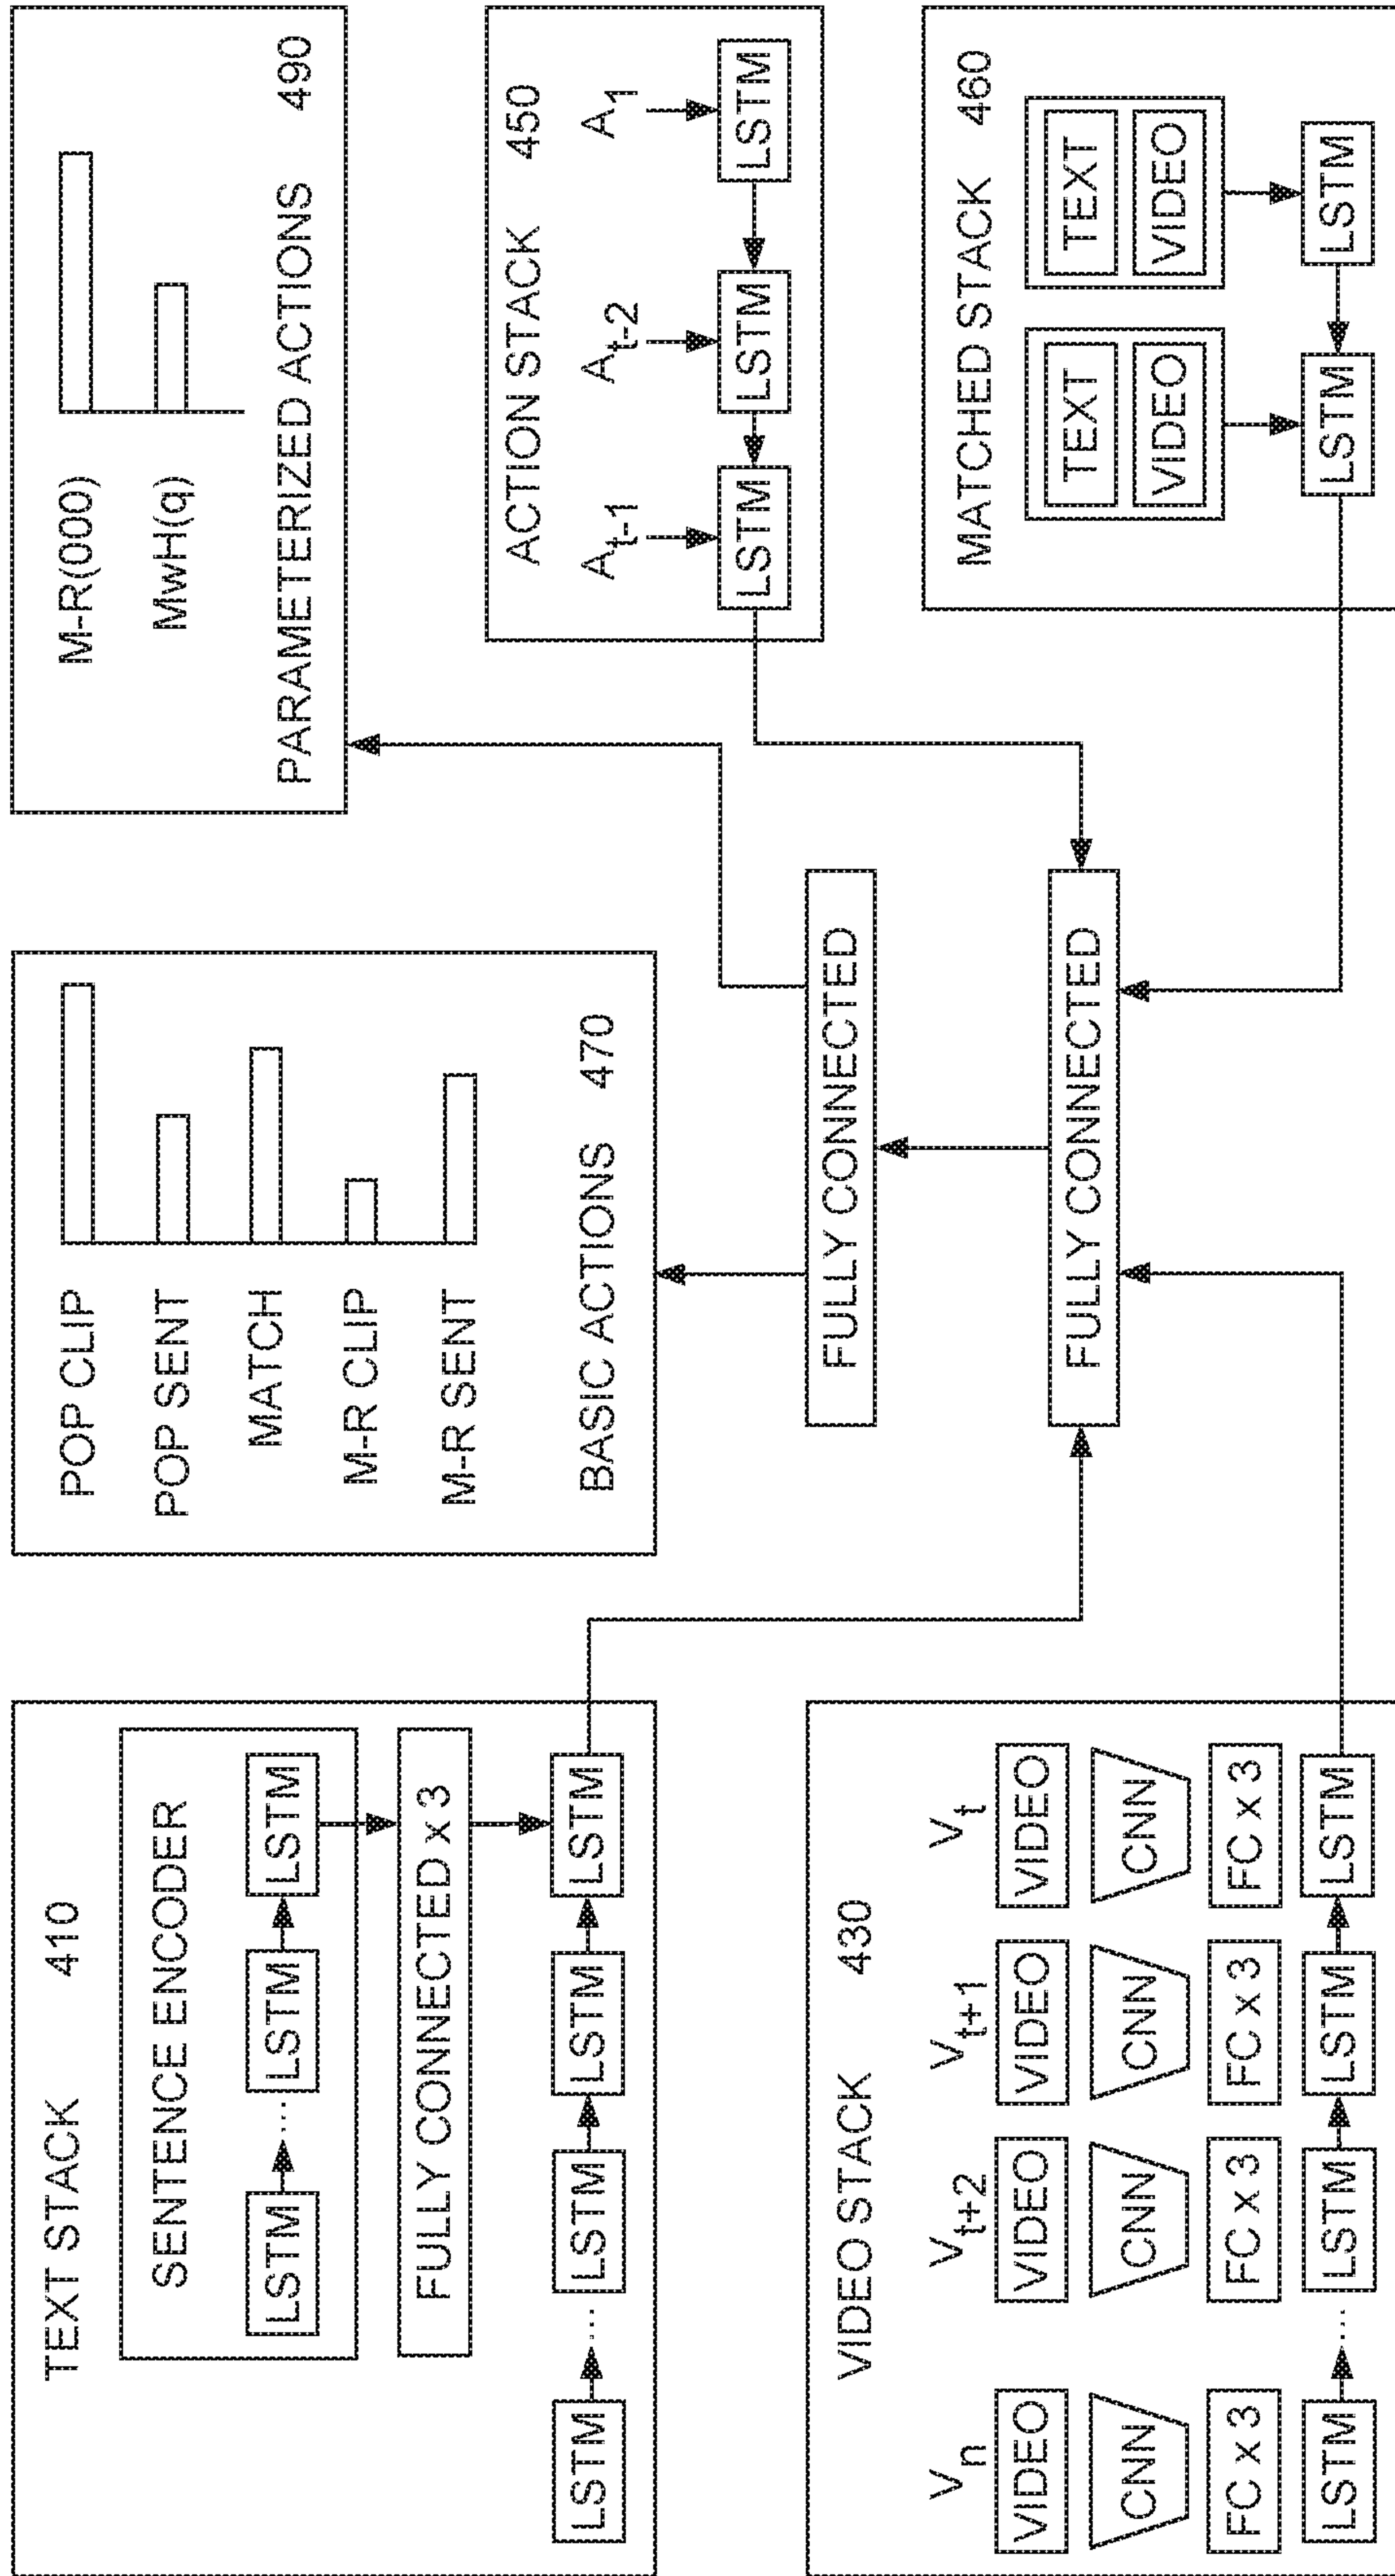 TEXT STACK 410
SENTENCE ENCODER
LSTM ... LSTM LSTM
FULLY CONNECTED x 3
LSTM ... LSTM LSTM LSTM
POP CLIP
POP SENT
MATCH
M-R CLIP
M-R SENT
BASIC ACTIONS 470
M-R(000)
MwH(q)
PARAMETERIZED ACTIONS 490
VIDEO STACK 430
Vn Vt+2 Vt+1 Vt
VIDEO VIDEO VIDEO VIDEO
CNN CNN CNN CNN
FC x 3 FC x 3 FC x 3 FC x 3
LSTM ... LSTM LSTM LSTM
FULLY CONNECTED
FULLY CONNECTED
ACTION STACK 450
At-1 At-2 A1
LSTM LSTM LSTM
MATCHED STACK 460
TEXT TEXT
VIDEO VIDEO
LSTM LSTM